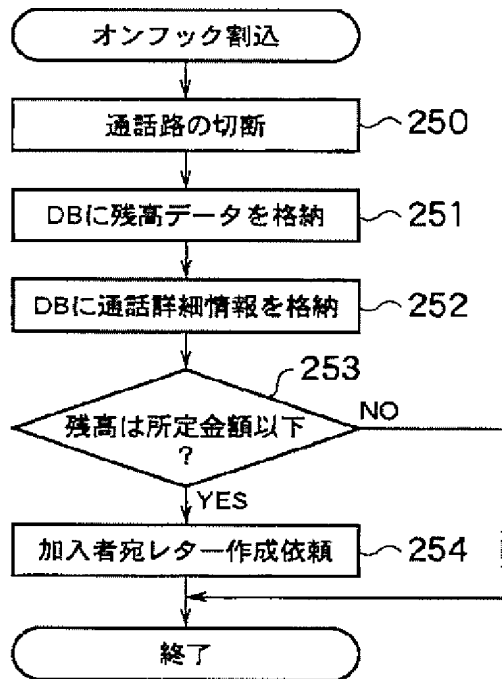 オンフック割込
通話路の切断
250
DBに残高データを格納
251
DBに通話詳細情報を格納
252
253
残高は所定金額以下
?
NO
YES
加入者宛レター作成依頼
254
終了